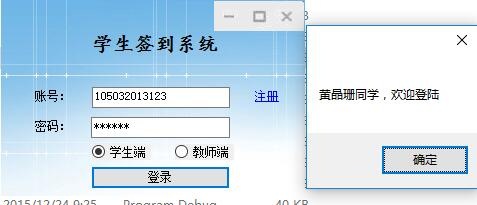 学生签到系统
账号：
105032013123
注册
密码：
******
学生端
教师端
登录
黄晶珊同学，欢迎登陆
确定
2015/12/24 9:25
Program Debug
40 KB